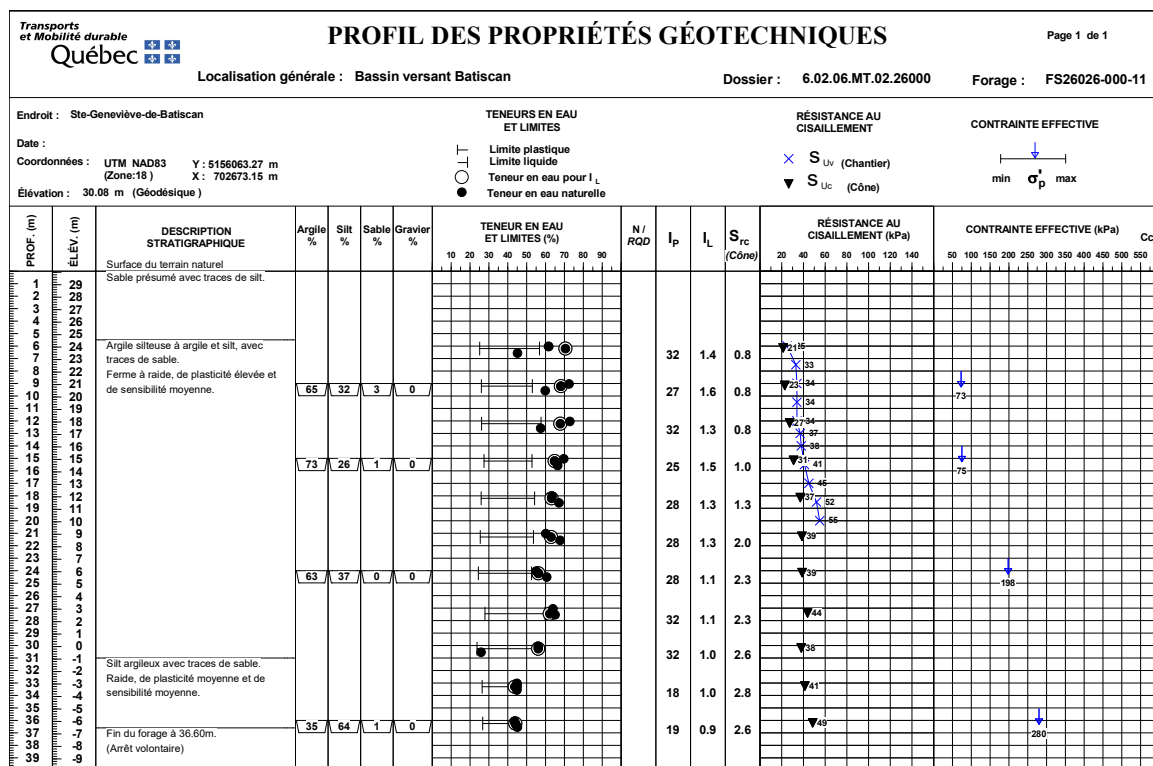 Transports
et Mobilité durable
Québec
PROFIL DES PROPRIÉTÉS GÉOTECHNIQUES
Page 1 de 1
Localisation générale : Bassin versant Batiscan
Dossier : 6.02.06.MT.02.26000
Forage : FS26026-000-11
Endroit : Ste-Geneviève-de-Batiscan
Date :
Coordonnées : UTM NAD83 Y : 5156063.27 m
(Zone:18 ) X : 702673.15 m
Élévation : 30.08 m (Géodésique )
TENEURS EN EAU
ET LIMITES
Limite plastique
Limite liquide
Teneur en eau pour I L
Teneur en eau naturelle
RÉSISTANCE AU
CISAILLEMENT
S Uv (Chantier)
S Uc (Cône)
CONTRAINTE EFFECTIVE
min σ'p max
PROF. (m)
ÉLÉV. (m)
DESCRIPTION
STRATIGRAPHIQUE
Argile %
Silt %
Sable %
Gravier %
TENEUR EN EAU
ET LIMITES (%)
10 20 30 40 50 60 70 80 90
N / RQD
IP
IL
Src (Cône)
RÉSISTANCE AU
CISAILLEMENT (kPa)
20 40 60 80 100 120 140
CONTRAINTE EFFECTIVE (kPa)
50 100 150 200 250 300 350 400 450 500 550
Cc
Surface du terrain naturel
Sable présumé avec traces de silt.
1 29
2 28
3 27
4 26
5 25
6 24
7 23
8 22
9 21
10 20
11 19
12 18
13 17
14 16
15 15
16 14
17 13
18 12
19 11
20 10
21 9
22 8
23 7
24 6
25 5
26 4
27 3
28 2
29 1
30 0
31 -1
32 -2
33 -3
34 -4
35 -5
36 -6
37 -7
38 -8
39 -9
Argile silteuse à argile et silt, avec
traces de sable.
Ferme à raide, de plasticité élevée et
de sensibilité moyenne.
Silt argileux avec traces de sable.
Raide, de plasticité moyenne et de
sensibilité moyenne.
Fin du forage à 36.60m.
(Arrêt volontaire)
65 32 3 0
73 26 1 0
63 37 0 0
35 64 1 0
32 1.4 0.8
27 1.6 0.8
32 1.3 0.8
25 1.5 1.0
28 1.3 1.3
28 1.3 2.0
28 1.1 2.3
32 1.1 2.3
32 1.0 2.6
18 1.0 2.8
19 0.9 2.6
21
33
23 34
34
27 34
37
38
31 41
45
37 52
55
39
39
44
38
41
49
73
75
198
280